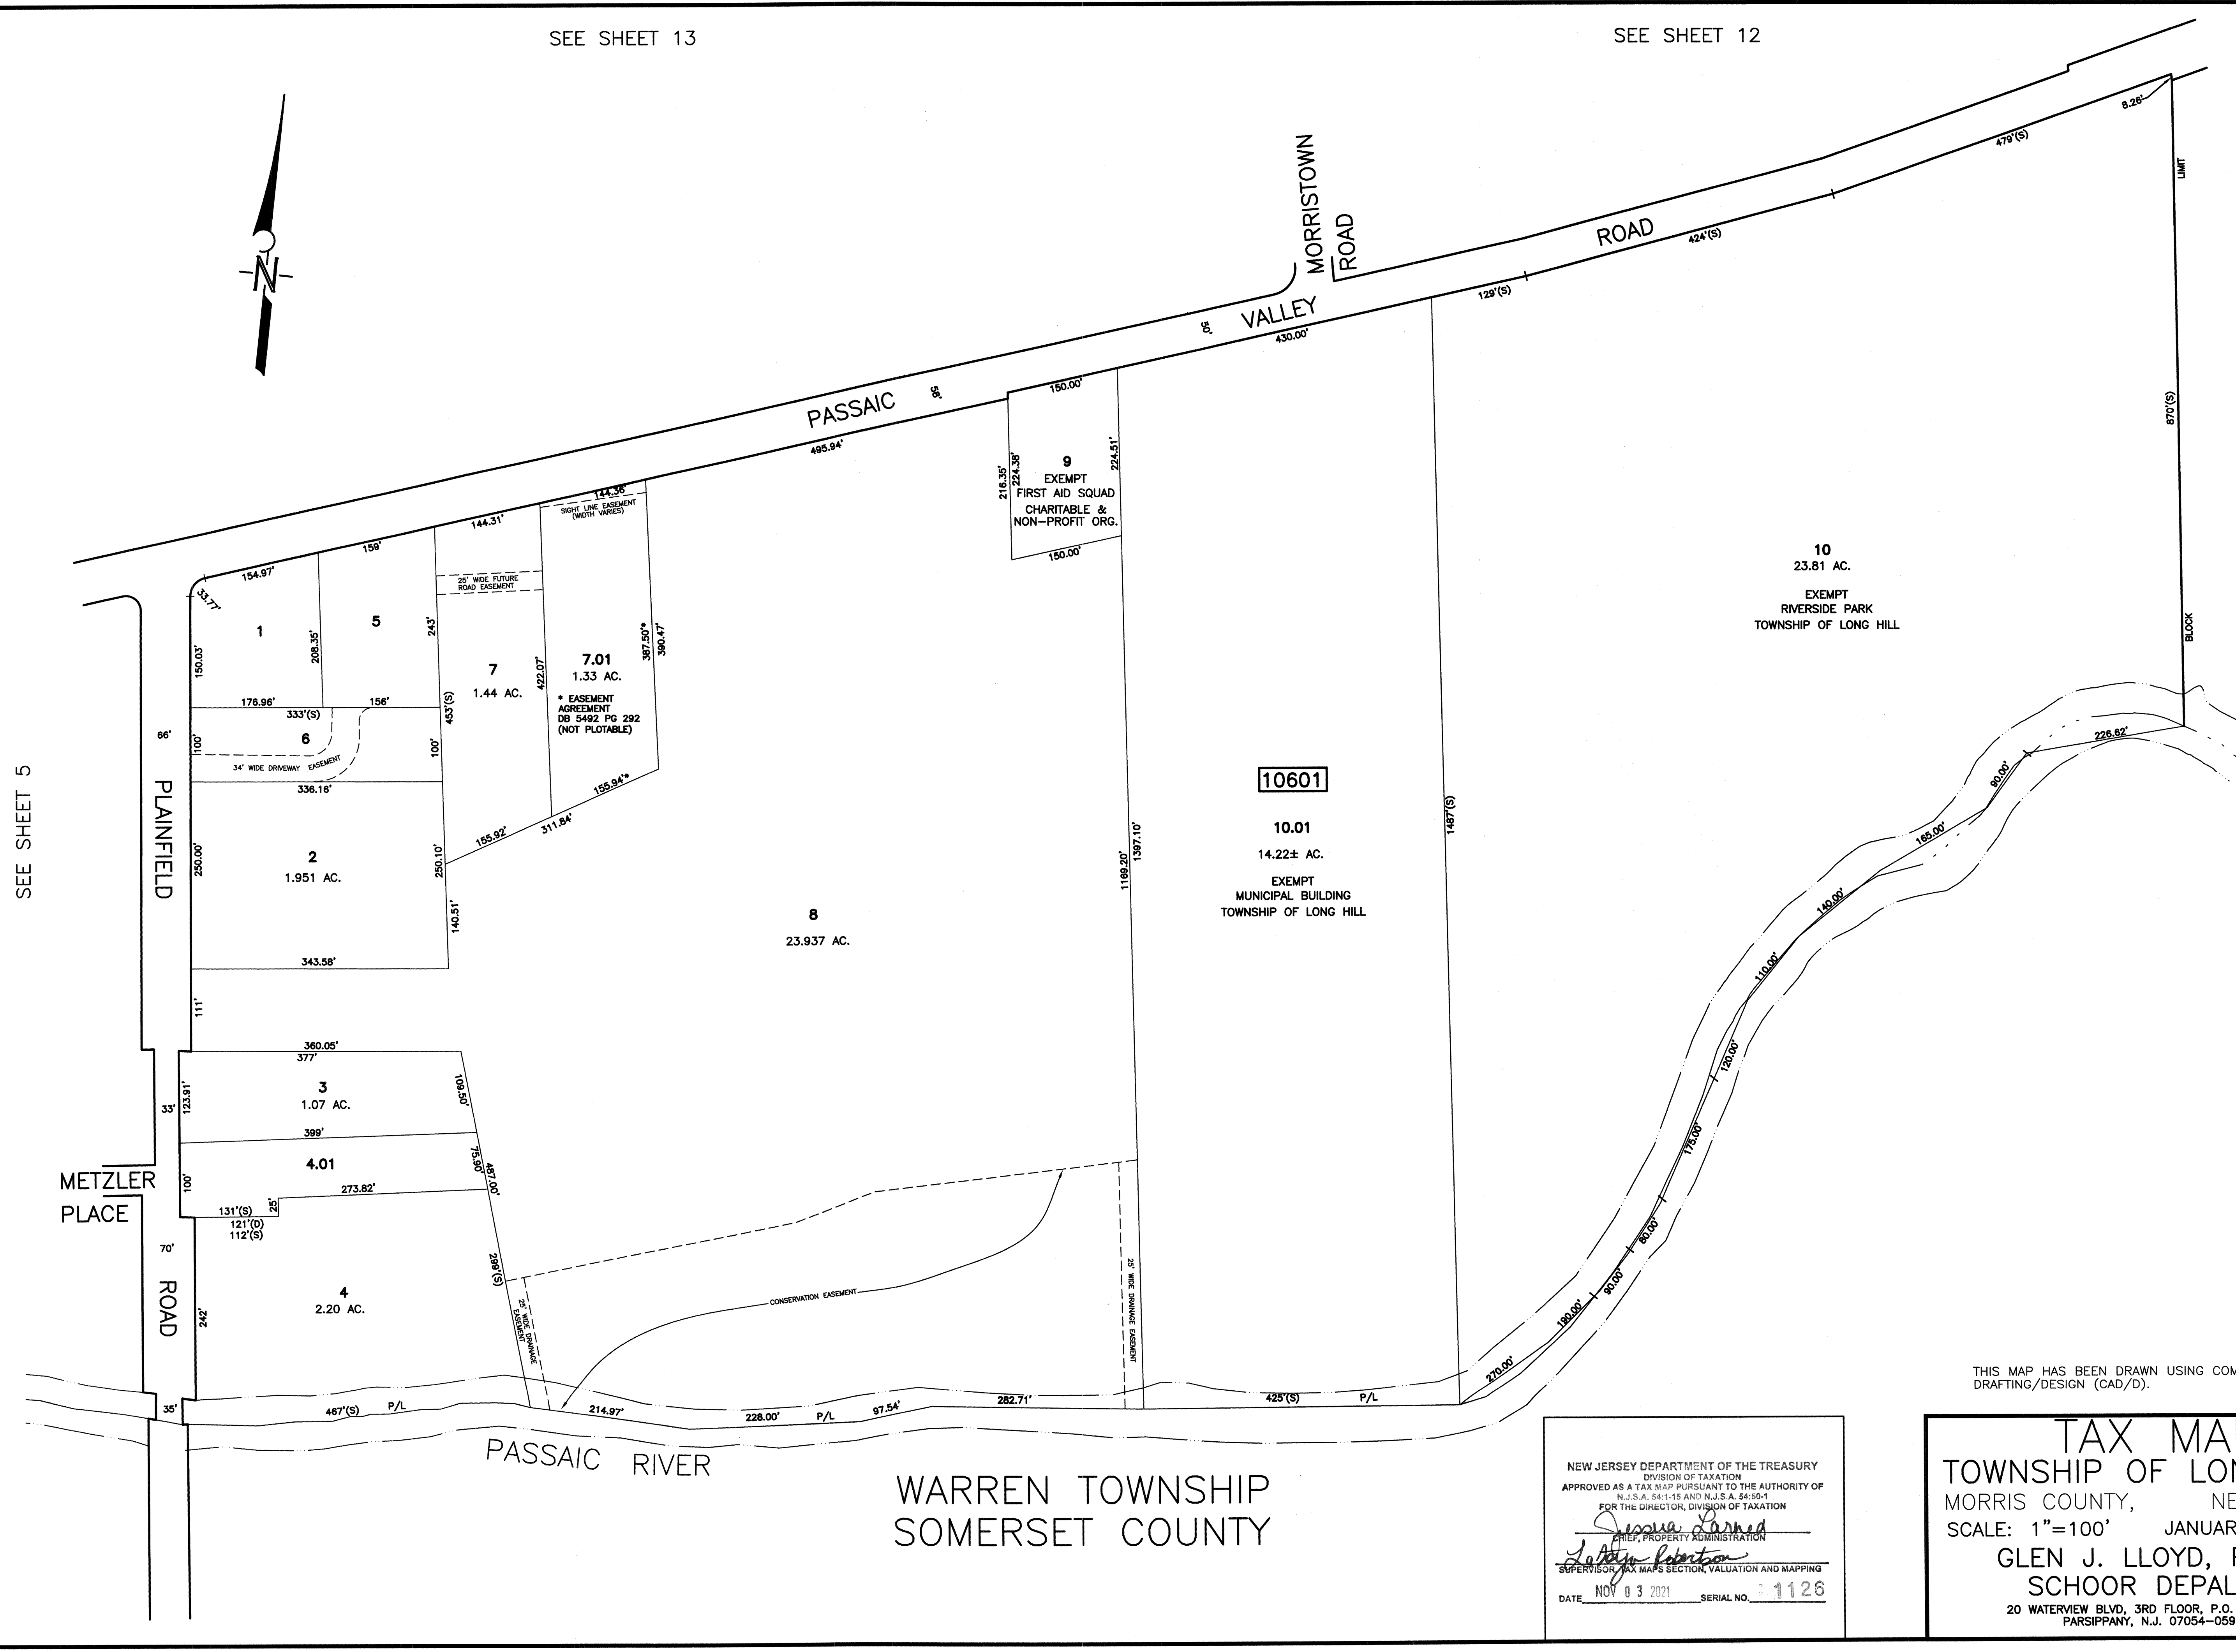 SEE SHEET 13
SEE SHEET 12
SEE SHEET 5
N
MORRISTOWN
ROAD
PASSAIC
VALLEY
ROAD
58'
50'
8.26'
479'(S)
424'(S)
129'(S)
430.00'
150.00'
495.94'
144.36'
144.31'
159'
154.97'
33.77'
LIMIT
870'(S)
BLOCK
1
150.03'
208.35'
176.96'
5
243'
156'
333'(S)
6
100'
100'
34' WIDE DRIVEWAY EASEMENT
336.16'
453'(S)
25' WIDE FUTURE
ROAD EASEMENT
7
1.44 AC.
422.07'
SIGHT LINE EASEMENT
(WIDTH VARIES)
7.01
1.33 AC.
* EASEMENT
AGREEMENT
DB 5492 PG 292
(NOT PLOTABLE)
387.50'*
390.47'
155.94'*
155.92'
311.84'
216.35'
224.38'
224.51'
9
EXEMPT
FIRST AID SQUAD
CHARITABLE &
NON-PROFIT ORG.
150.00'
10
23.81 AC.
EXEMPT
RIVERSIDE PARK
TOWNSHIP OF LONG HILL
10601
10.01
14.22± AC.
EXEMPT
MUNICIPAL BUILDING
TOWNSHIP OF LONG HILL
1169.20'
1397.10'
1487'(S)
66'
PLAINFIELD
2
1.951 AC.
250.00'
250.10'
140.51'
343.58'
111'
8
23.937 AC.
360.05'
377'
3
1.07 AC.
33'
123.91'
109.50'
399'
4.01
100'
75.90'
487.00'
273.82'
25'
131'(S)
121'(D)
112'(S)
METZLER
PLACE
70'
ROAD
4
2.20 AC.
242'
299'(S)
25' WIDE DRAINAGE
EASEMENT
CONSERVATION EASEMENT
25' WIDE DRAINAGE EASEMENT
35'
467'(S)
P/L
214.97'
228.00'
P/L
97.54'
282.71'
425'(S)
P/L
270.00'
190.00'
90.00'
80.00'
175.00'
120.00'
110.00'
140.00'
165.00'
90.00'
226.62'
PASSAIC RIVER
WARREN TOWNSHIP
SOMERSET COUNTY
NEW JERSEY DEPARTMENT OF THE TREASURY
DIVISION OF TAXATION
APPROVED AS A TAX MAP PURSUANT TO THE AUTHORITY OF
N.J.S.A. 54:1-15 AND N.J.S.A. 54:50-1
FOR THE DIRECTOR, DIVISION OF TAXATION
Jessica Larned
CHIEF, PROPERTY ADMINISTRATION
LaToya Robertson
SUPERVISOR, TAX MAPS SECTION, VALUATION AND MAPPING
DATE NOV 03 2021 SERIAL NO. 1126
THIS MAP HAS BEEN DRAWN USING COM
DRAFTING/DESIGN (CAD/D).
TAX MA
TOWNSHIP OF LON
MORRIS COUNTY, NE
SCALE: 1"=100' JANUAR
GLEN J. LLOYD, P
SCHOOR DEPAL
20 WATERVIEW BLVD, 3RD FLOOR, P.O.
PARSIPPANY, N.J. 07054-059